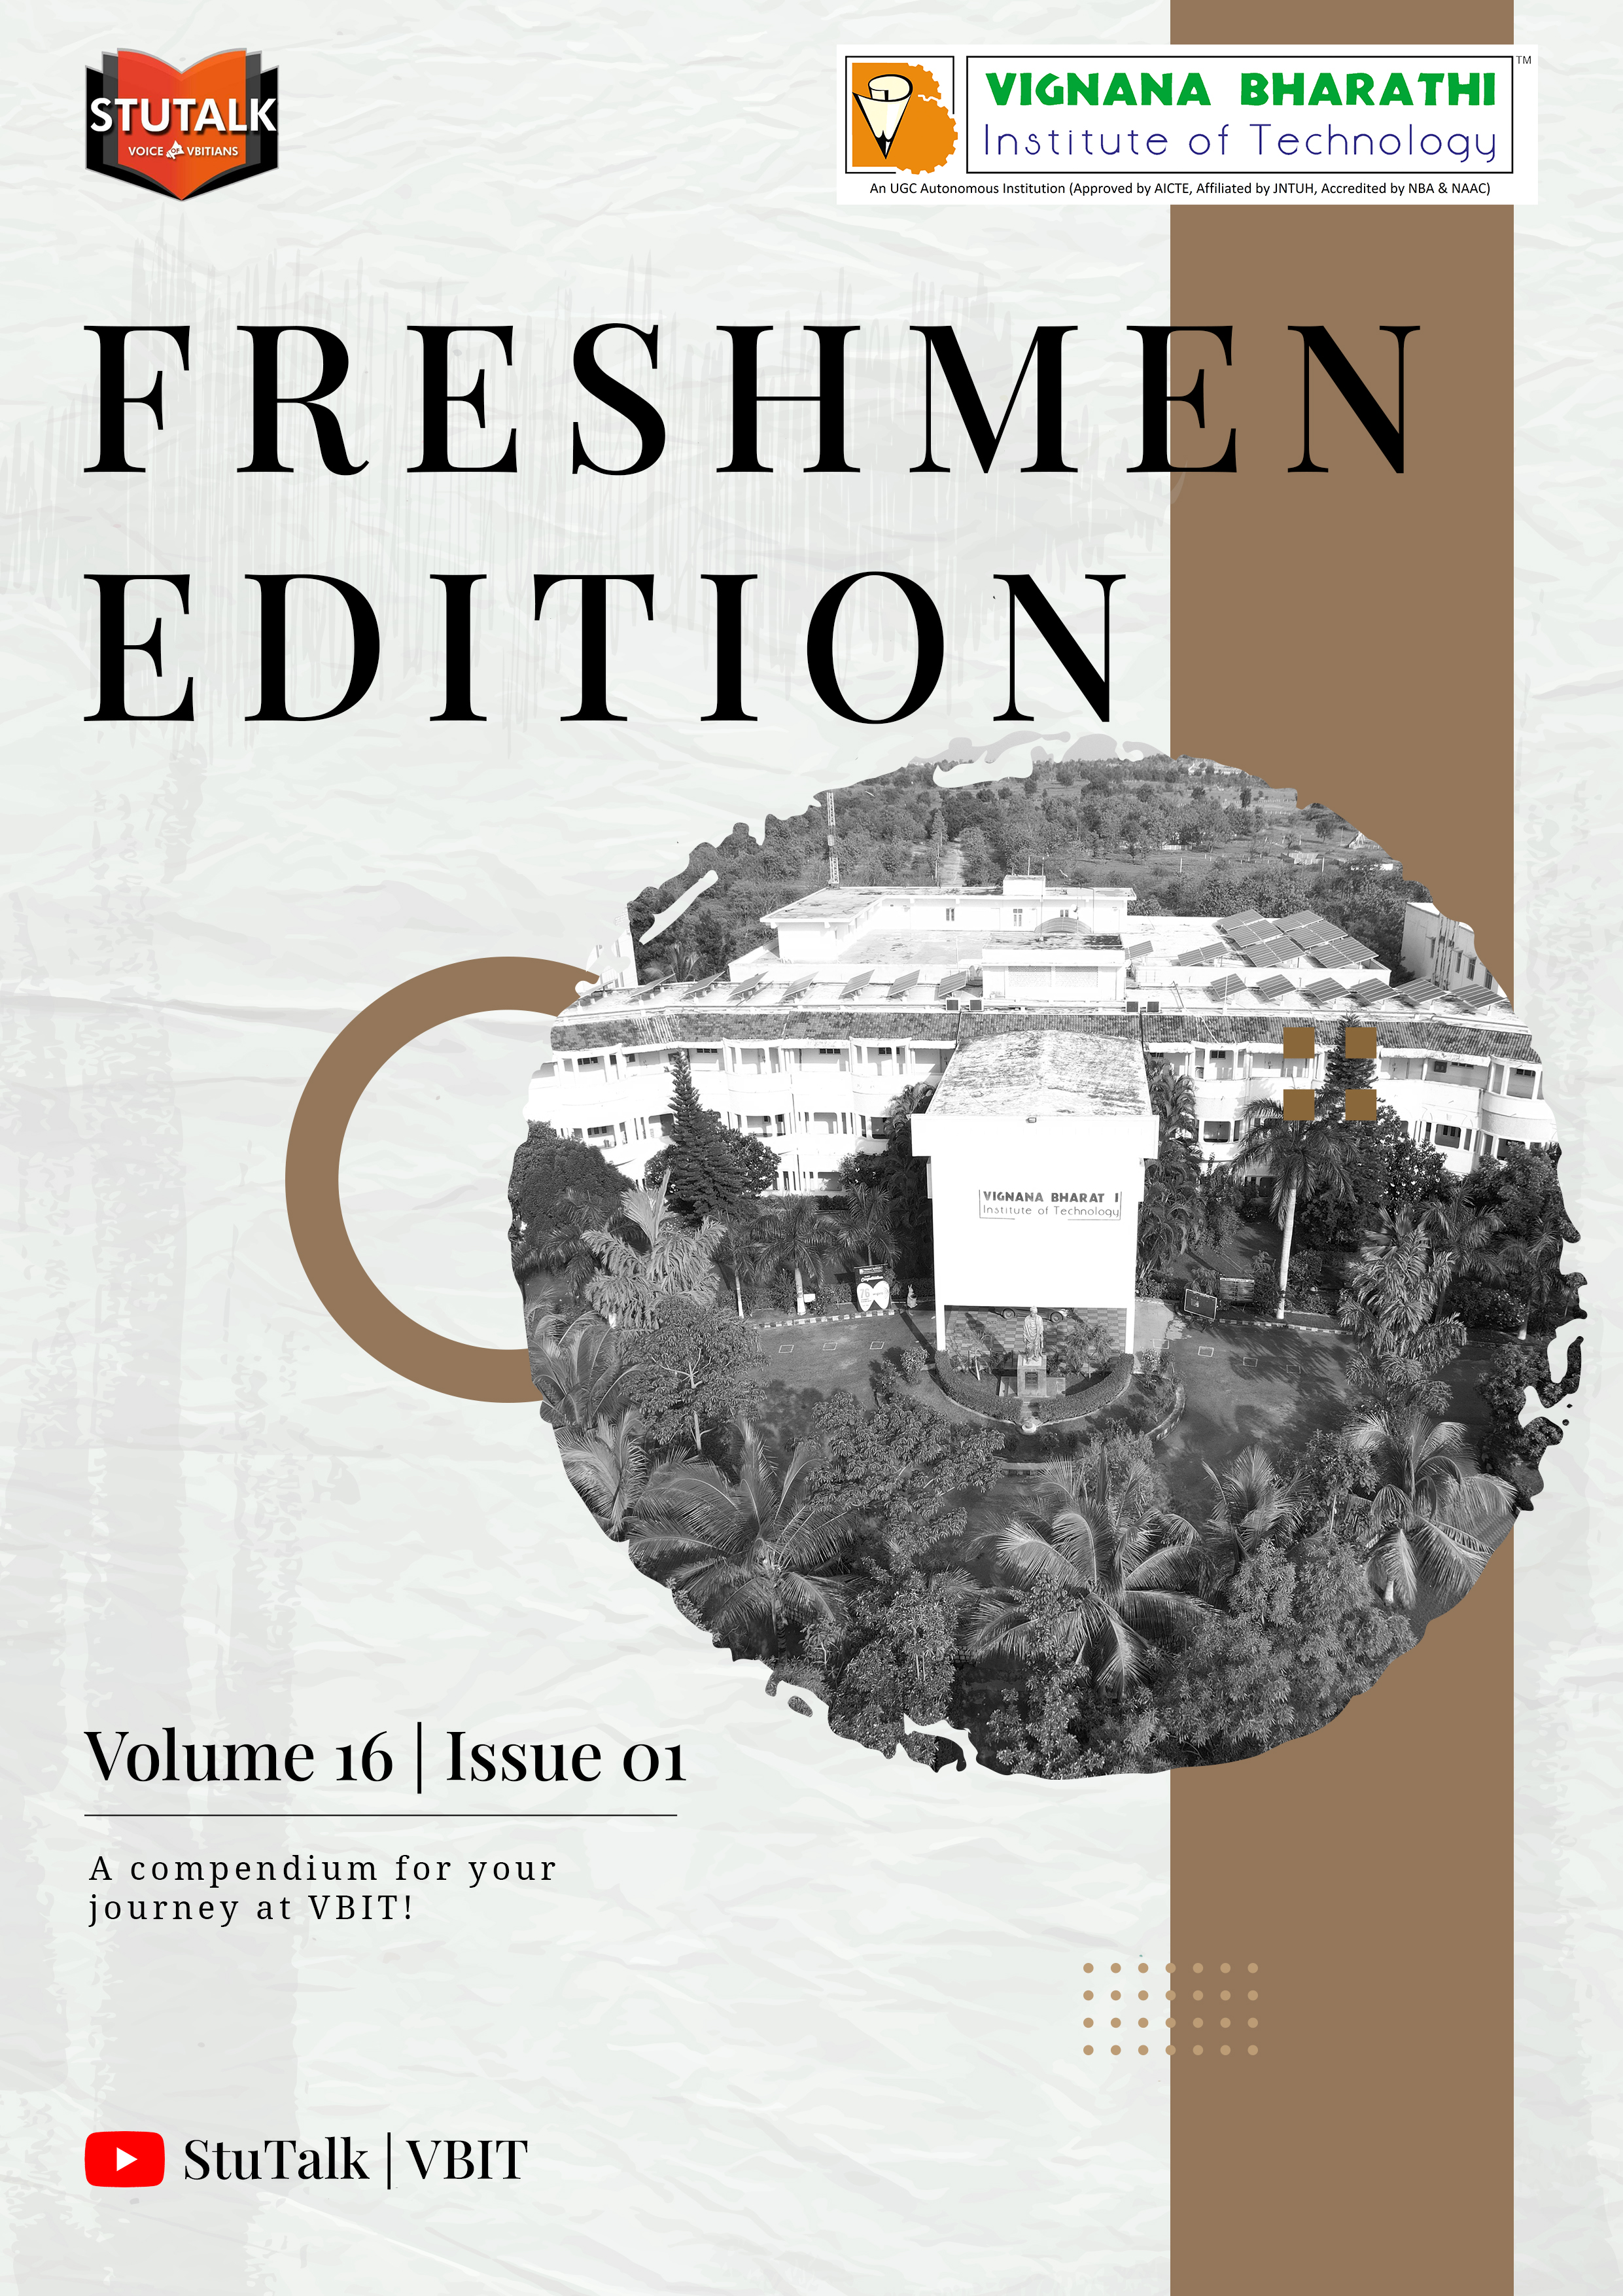 STUTALK
VOICE OF VBITIANS
VIGNANA BHARATHI
TM
Institute of Technology
An UGC Autonomous Institution (Approved by AICTE, Affiliated by JNTUH, Accredited by NBA & NAAC)
FRESHMEN
EDITION
VIGNANA BHARAT I
Institute of Technology
Volume 16 | Issue 01
A compendium for your
journey at VBIT!
StuTalk | VBIT